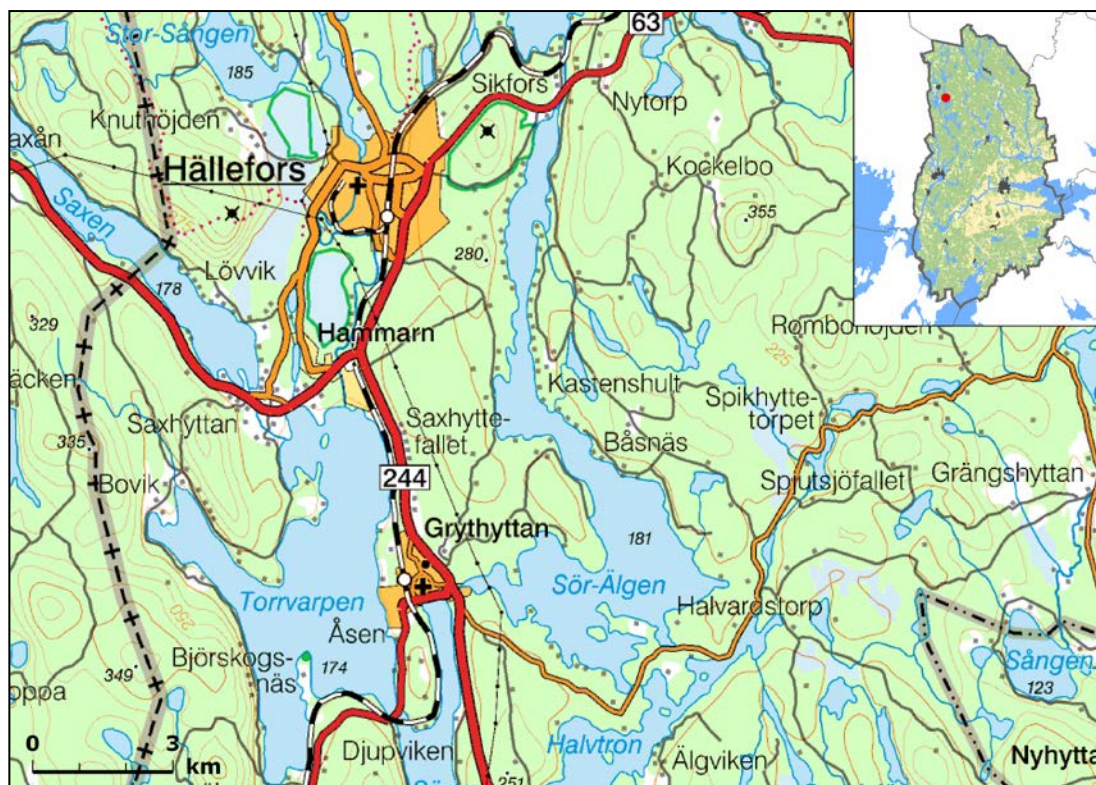 Stor-Sången
185
63
Sikfors
Nytorp
Knuthöjden
axån
Hällefors
Kockelbo
355
Saxen
280
Lövvik
178
329
Hammarn
Rombohöjden
225
äcken
Kastenshult
Saxhyttan
Saxhytte-
fallet
Spikhytte-
torpet
335
Båsnäs
Bovik
244
Spjutsjöfallet
Grängshyttan
Grythyttan
181
Sör-Älgen
250
Torrvarpen
Halvardstorp
Åsen
Björskogs-
näs
174
349
oppa
Sången
123
0 3
km
Djupviken
Halvtron
Älgviken
251
Nyhytta